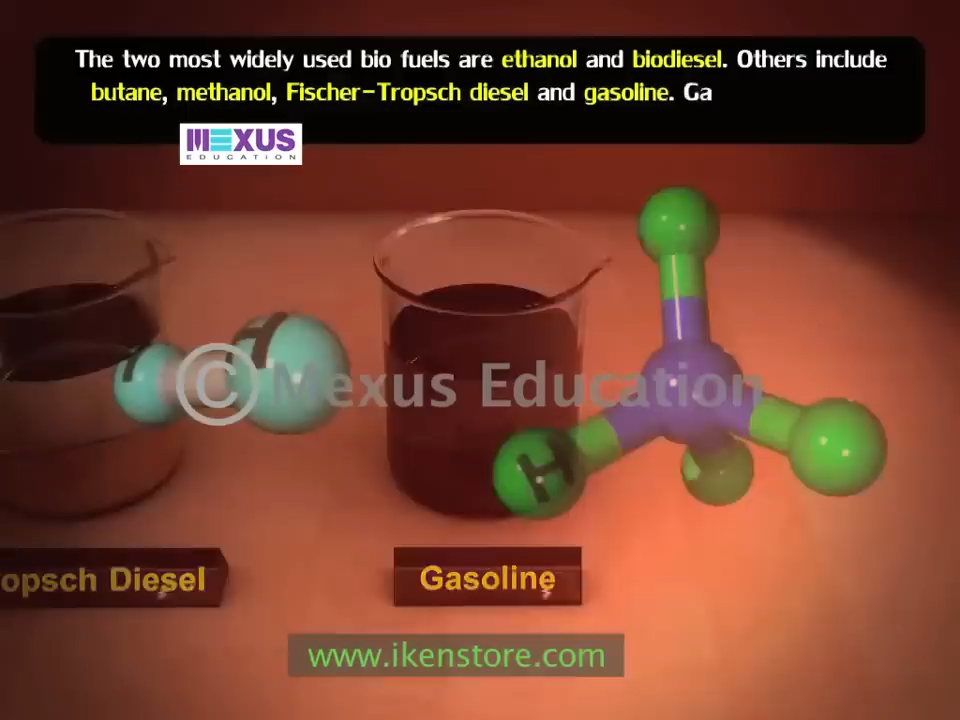 The two most widely used bio fuels are ethanol and biodiesel. Others include
butane, methanol, Fischer-Tropsch diesel and gasoline. Ga
MEXUS
EDUCATION
H
H
© Mexus Education
H
opsch Diesel
Gasoline
www.ikenstore.com